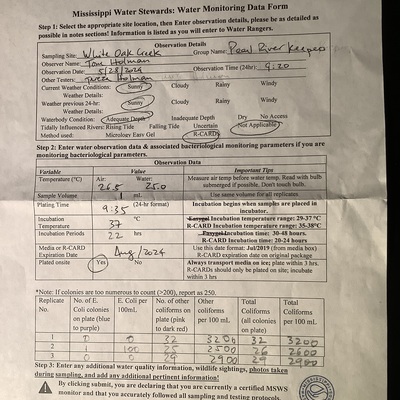 Mississippi Water Stewards: Water Monitoring Data Form
Step 1: Select the appropriate site location, then Enter observation details, please be as detailed as
possible in notes sections! Information is listed as you will enter to Water Rangers.
Observation Details
Sampling Site: White Oak Creek Group Name: Pearl River Keeper
Observer Name: Tom Holman
Observation Date: 5/28/2024 Observation Time (24hr): 9:20
Other Testers: Holman
Current Weather Conditions: Sunny Cloudy Rainy Windy
Weather Details:
Weather previous 24-hr: Sunny Cloudy Rainy Windy
Weather Details:
Waterbody Condition: Adequate Depth Inadequate Depth Dry No Access
Tidally Influenced Rivers: Rising Tide Falling Tide Uncertain Not Applicable
Method used: Micrology Easy Gel R-CARDs
Step 2: Enter water observation data & associated bacteriological monitoring parameters if you are
monitoring bacteriological parameters.
Observation Data
Variable Value Important Tips
Temperature (°C) Air: 26.5 Water: 25.0 Measure air temp before water temp. Read with bulb
submerged if possible. Don't touch bulb.
Sample Volume 1 mL Use same volume for all replicates.
Plating Time 9:35 (24-hr format) Incubation begins when samples are placed in
incubator.
Incubation Temperature 37 °C Easygel Incubation temperature range: 29-37 °C
R-CARD Incubation temperature range: 35-38°C
Incubation Periods 22 hrs Easygel Incubation time: 30-48 hours.
R-CARD Incubation time: 20-24 hours
Media or R-CARD Expiration Date Aug/2024 Use this date format: Jul/2019 (from media box)
R-CARD expiration date on original package
Plated onsite Yes No Always transport media on ice; plate within 3 hrs.
R-CARDs should only be plated on site; incubate
within 3 hrs
*Note: If colonies are too numerous to count (>200), report as 250.
Replicate No. No. of E. Coli colonies on plate (blue to purple) E. Coli per 100mL No. of other coliforms on plate (pink to dark red) Other coliforms per 100 mL Total Coliforms (all colonies on plate) Total Coliforms per 100 mL
1 0 0 32 3200 32 3200
2 1 100 25 2500 26 2600
3 0 0 29 2900 29 2900
Step 3: Enter any additional water quality information, wildlife sightings, photos taken
during sampling, and add any additional pertinent information!
By clicking submit, you are declaring that you are currently a certified MSWS
monitor and that you accurately followed all sampling and testing protocols.